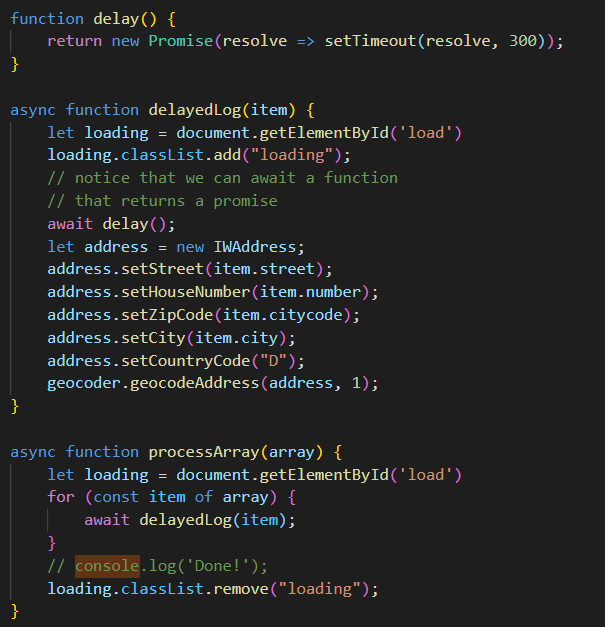 function delay() {
    return new Promise(resolve => setTimeout(resolve, 300));
}

async function delayedLog(item) {
    let loading = document.getElementById('load')
    loading.classList.add("loading");
    // notice that we can await a function
    // that returns a promise
    await delay();
    let address = new IWAddress;
    address.setStreet(item.street);
    address.setHouseNumber(item.number);
    address.setZipCode(item.citycode);
    address.setCity(item.city);
    address.setCountryCode("D");
    geocoder.geocodeAddress(address, 1);
}

async function processArray(array) {
    let loading = document.getElementById('load')
    for (const item of array) {
        await delayedLog(item);
    }
    // console.log('Done!');
    loading.classList.remove("loading");
}